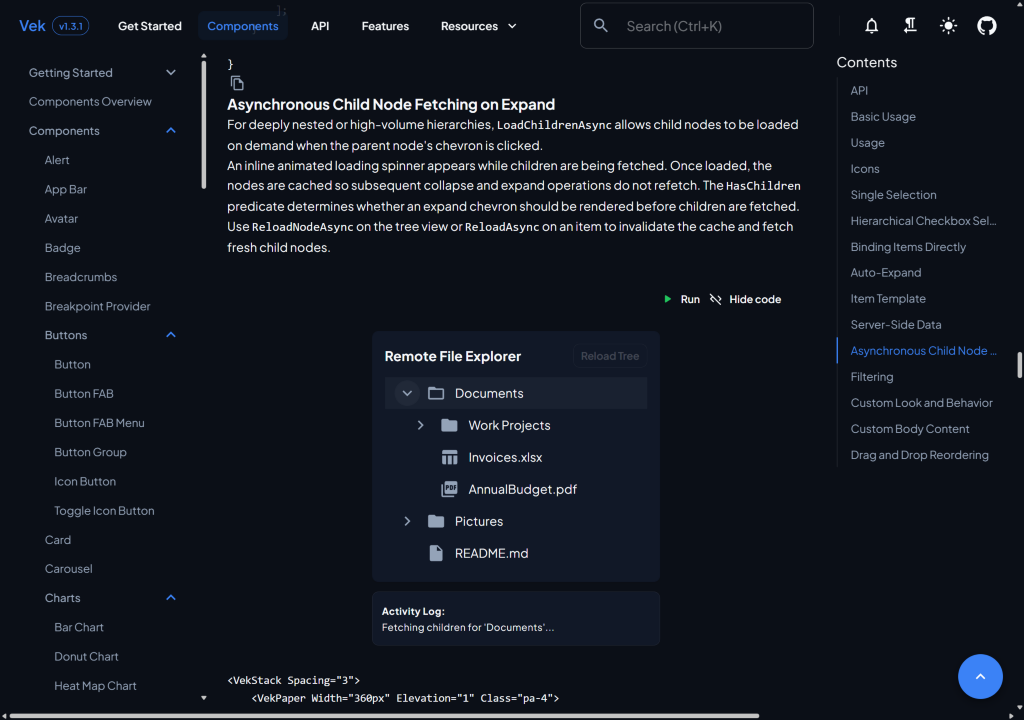 Vek v1.3.1 Get Started Components API Features Resources Search (Ctrl+K)
Getting Started
Components Overview
Components
Alert
App Bar
Avatar
Badge
Breadcrumbs
Breakpoint Provider
Buttons
Button
Button FAB
Button FAB Menu
Button Group
Icon Button
Toggle Icon Button
Card
Carousel
Charts
Bar Chart
Donut Chart
Heat Map Chart
];
}
}
Asynchronous Child Node Fetching on Expand
For deeply nested or high-volume hierarchies, LoadChildrenAsync allows child nodes to be loaded
on demand when the parent node's chevron is clicked.
An inline animated loading spinner appears while children are being fetched. Once loaded, the
nodes are cached so subsequent collapse and expand operations do not refetch. The HasChildren
predicate determines whether an expand chevron should be rendered before children are fetched.
Use ReloadNodeAsync on the tree view or ReloadAsync on an item to invalidate the cache and fetch
fresh child nodes.
Run Hide code
Remote File Explorer Reload Tree
Documents
Work Projects
Invoices.xlsx
PDF AnnualBudget.pdf
Pictures
README.md
Activity Log:
Fetching children for 'Documents'...
<VekStack Spacing="3">
<VekPaper Width="360px" Elevation="1" Class="pa-4">
Contents
API
Basic Usage
Usage
Icons
Single Selection
Hierarchical Checkbox Sel...
Binding Items Directly
Auto-Expand
Item Template
Server-Side Data
Asynchronous Child Node ...
Filtering
Custom Look and Behavior
Custom Body Content
Drag and Drop Reordering